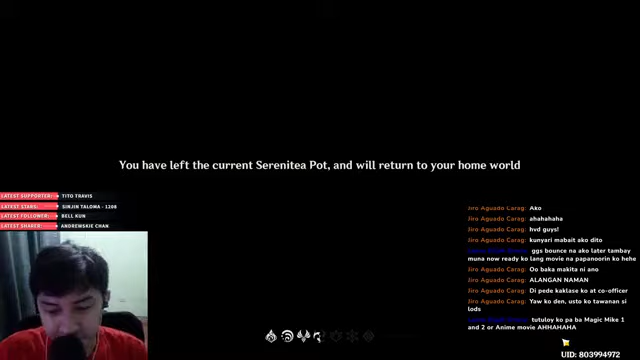 You have left the current Serenitea Pot, and will return to your home world
LATEST SUPPORTER: TITO TRAVIS
LATEST STARS: SINJIN TALOMA - 1200
LATEST FOLLOWER: BELL KUN
LATEST SHARER: ANDREWSKIE CHAN
Jiro Aguado Carag: Ako
Jiro Aguado Carag: ahahahaha
Jiro Aguado Carag: hvd guys!
Jiro Aguado Carag: kunyari mabait ako dito
ggs bounce na ako later tambay
muna now ready ko lang movie na papanoorin ko hehe
Jiro Aguado Carag: Oo baka makita ni ano
Jiro Aguado Carag: ALANGAN NAMAN
Jiro Aguado Carag: Di pede kaklase ko at co-officer
Jiro Aguado Carag: Yaw ko den, usto ko tawanan si
lods
tutuloy ko pa ba Magic Mike 1
and 2 or Anime movie AHHAHAHA
UID: 803994972